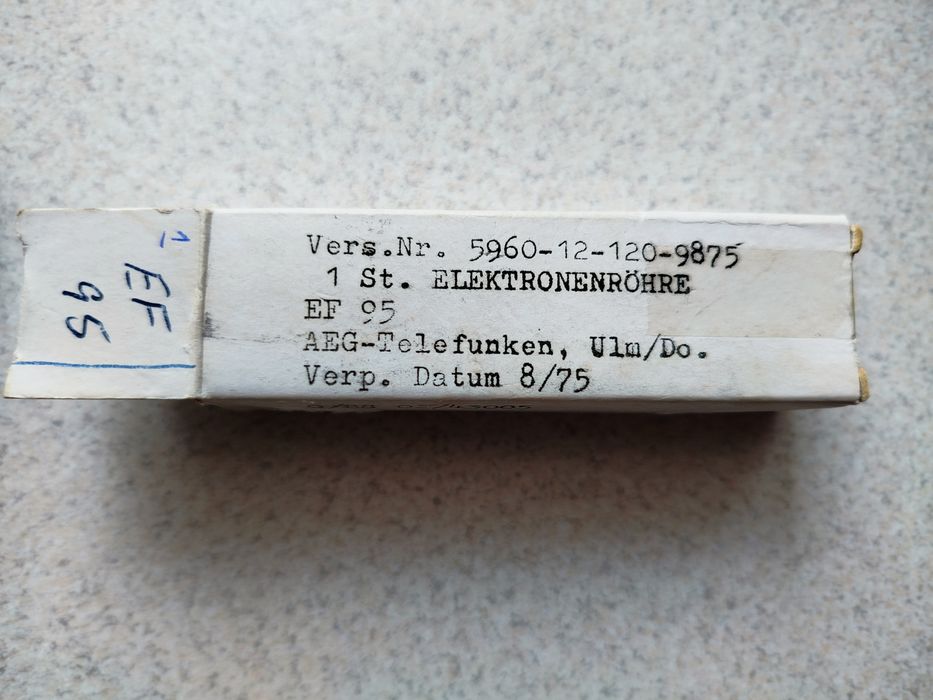 Vers.Nr. 5960-12-120-9875
1 St. ELEKTRONENRÖHRE
EF 95
AEG-Telefunken, Ulm/Do.
Verp. Datum 8/75
EF
95